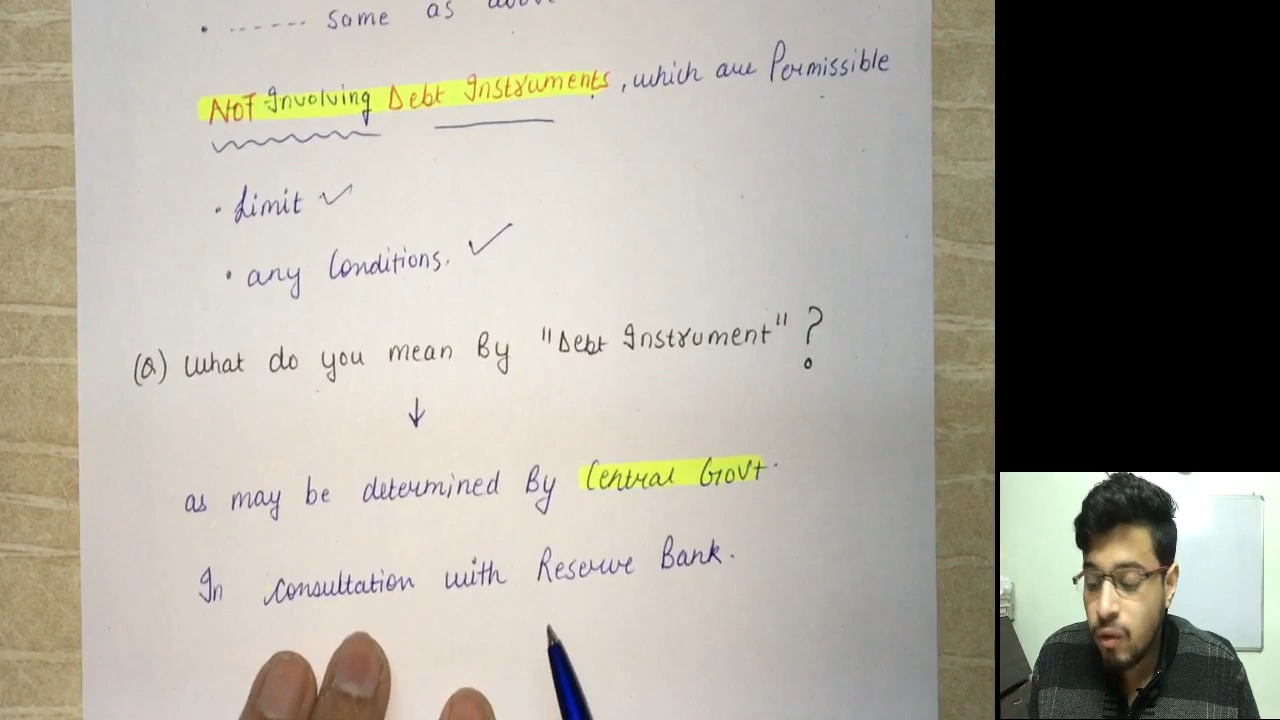 . ------ same as above
NOT Involving Debt Instruments, which are Permissible
. Limit ✓
. any Conditions. ✓
(Q) What do you mean By "Debt Instrument" ?
↓
as may be determined By Central Govt.
In consultation with Reserve Bank.